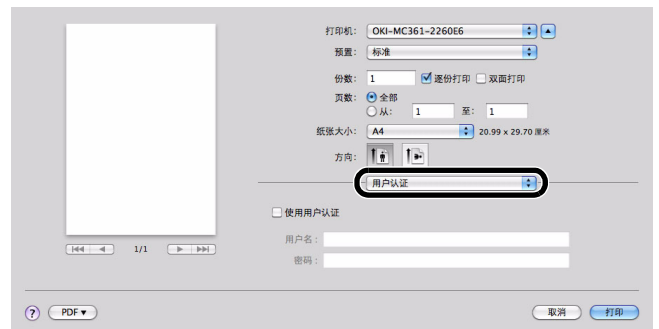 打印机: OKI-MC361-2260E6
预置: 标准
份数: 1 逐份打印 双面打印
页数: 全部
从: 1 至: 1
纸张大小: A4 20.99 x 29.70 厘米
方向:
用户认证
使用用户认证
用户名:
密码:
1/1
? PDF▼ 取消 打印